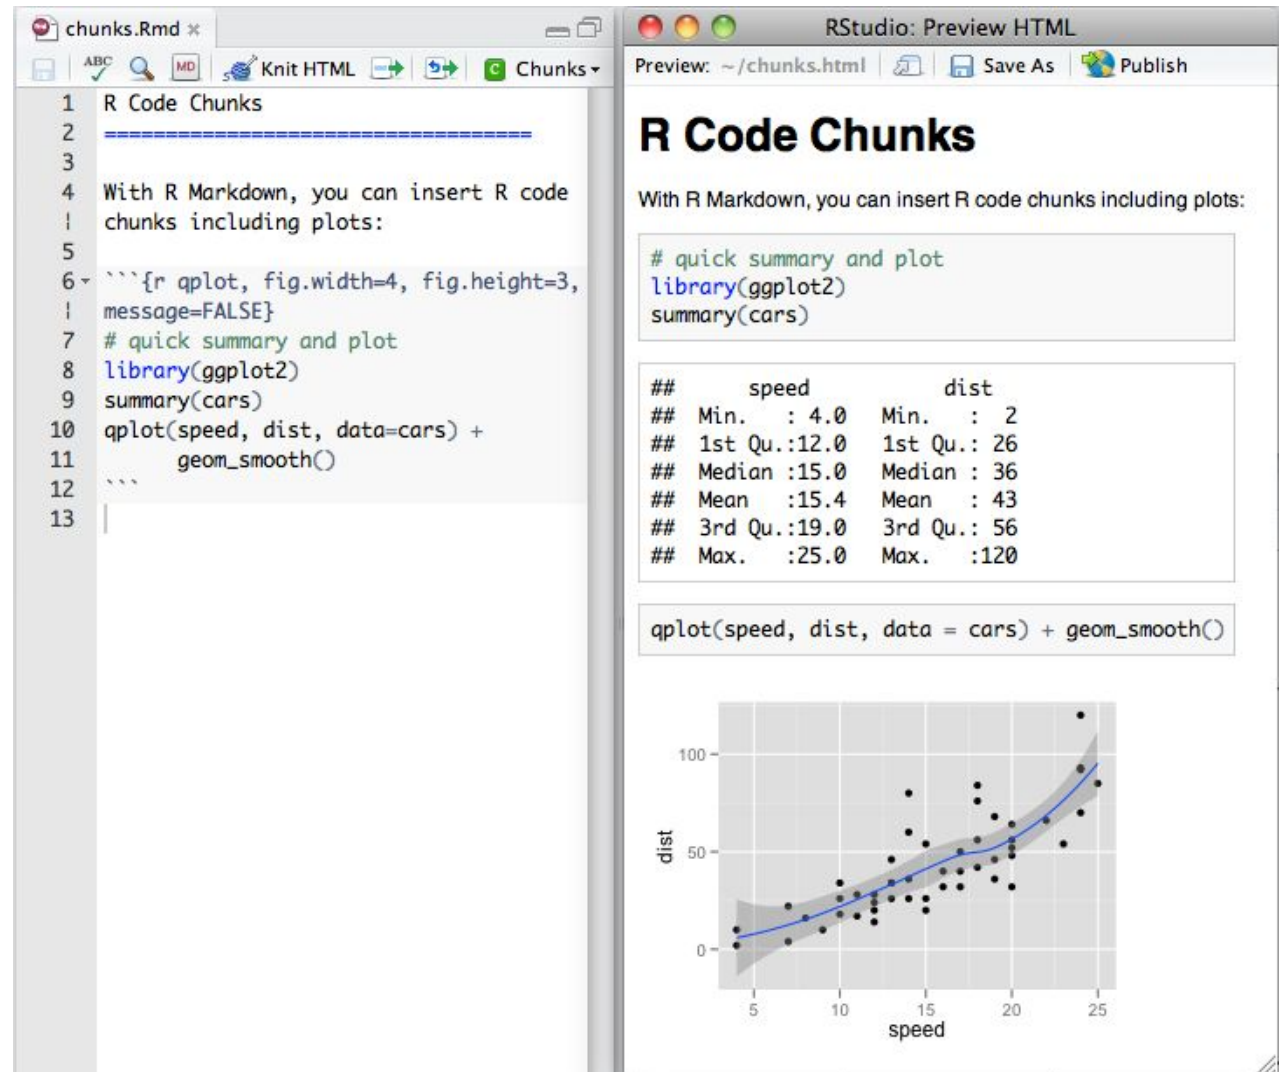 chunks.Rmd
ABC MD Knit HTML C Chunks
1 R Code Chunks
2 ===================================
3
4 With R Markdown, you can insert R code
chunks including plots:
5
6 ```{r qplot, fig.width=4, fig.height=3,
message=FALSE}
7 # quick summary and plot
8 library(ggplot2)
9 summary(cars)
10 qplot(speed, dist, data=cars) +
11       geom_smooth()
12 ```
13
RStudio: Preview HTML
Preview: ~/chunks.html Save As Publish
R Code Chunks
With R Markdown, you can insert R code chunks including plots:
# quick summary and plot
library(ggplot2)
summary(cars)
##      speed           dist
##  Min.   : 4.0   Min.   :  2
##  1st Qu.:12.0   1st Qu.: 26
##  Median :15.0   Median : 36
##  Mean   :15.4   Mean   : 43
##  3rd Qu.:19.0   3rd Qu.: 56
##  Max.   :25.0   Max.   :120
qplot(speed, dist, data = cars) + geom_smooth()
100
50
0
dist
5 10 15 20 25
speed